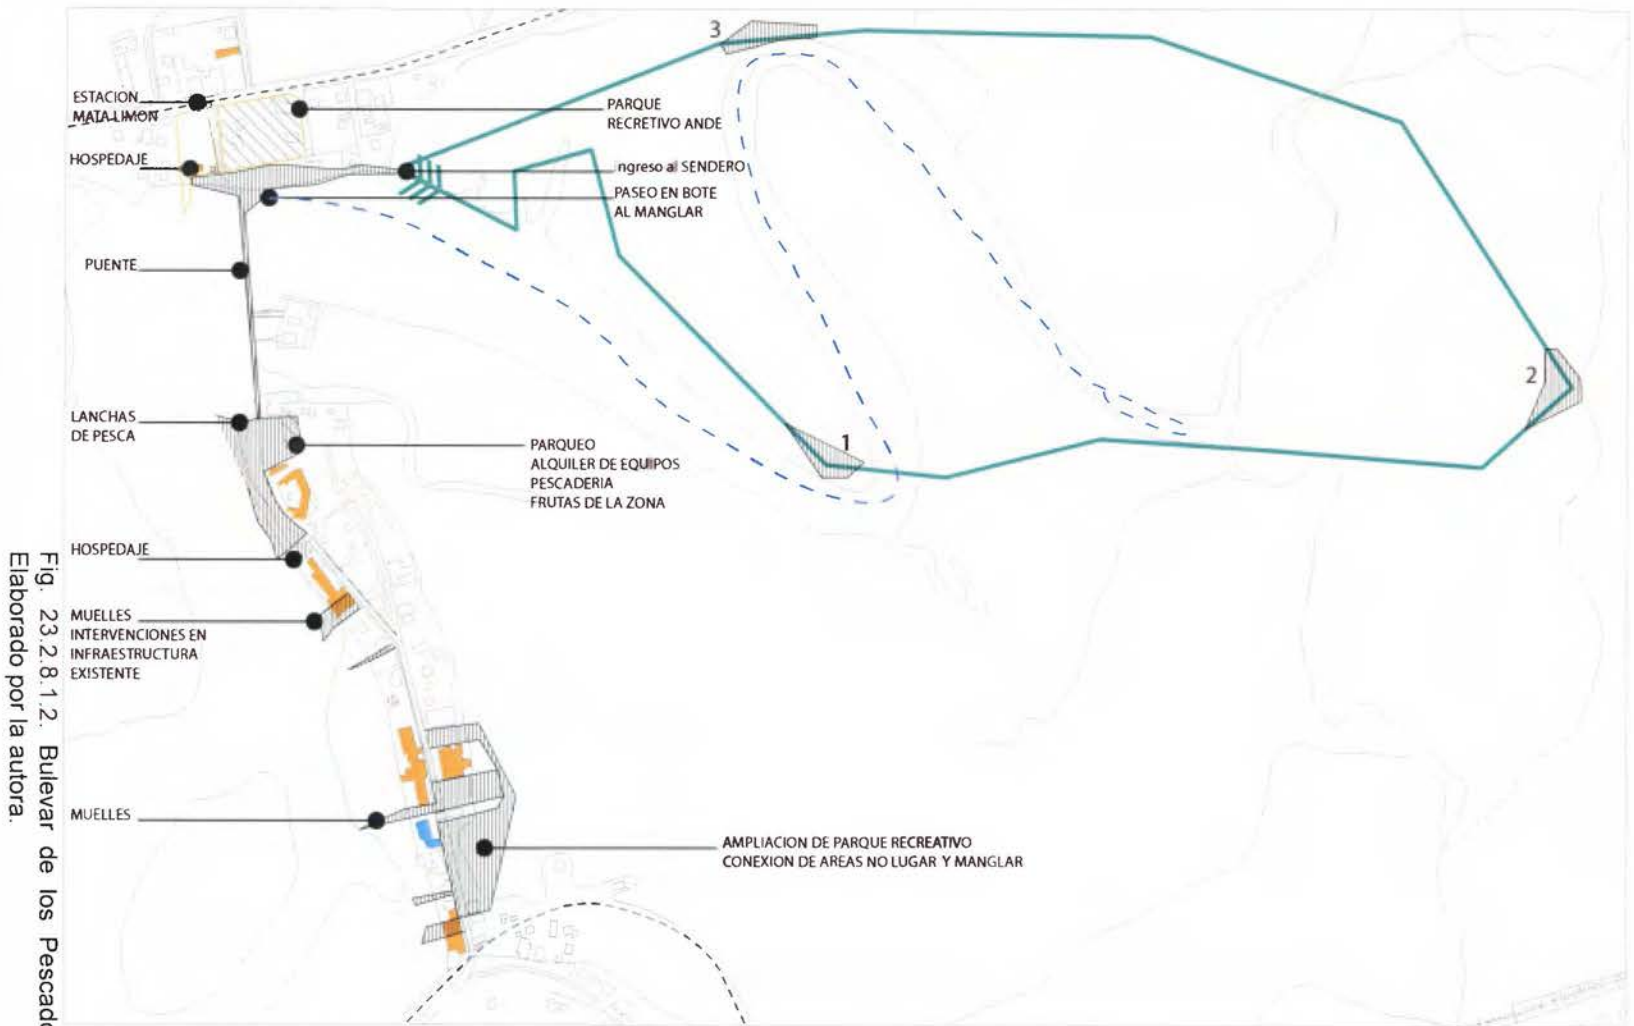 3
ESTACION
MATA LIMON
PARQUE
RECRETIVO ANDE
HOSPEDAJE
ngreso al SENDERO
PASEO EN BOTE
AL MANGLAR
PUENTE
2
LANCHAS
DE PESCA
1
PARQUEO
ALQUILER DE EQUIPOS
PESCADERIA
FRUTAS DE LA ZONA
HOSPEDAJE
MUELLES
INTERVENCIONES EN
INFRAESTRUCTURA
EXISTENTE
MUELLES
AMPLIACION DE PARQUE RECREATIVO
CONEXION DE AREAS NO LUGAR Y MANGLAR
Fig. 23.2.8.1.2. Bulevar de los Pescado
Elaborado por la autora.